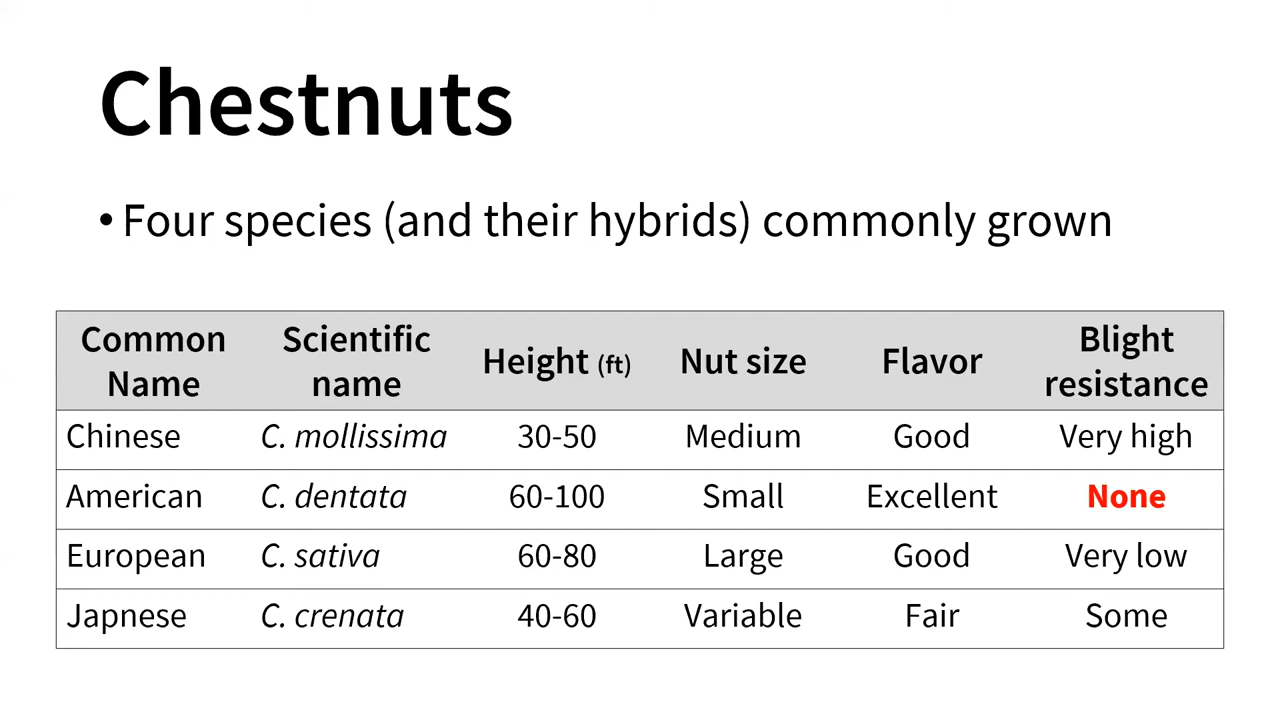 Chestnuts
• Four species (and their hybrids) commonly grown
Common Name Scientific name Height (ft) Nut size Flavor Blight resistance
Chinese C. mollissima 30-50 Medium Good Very high
American C. dentata 60-100 Small Excellent None
European C. sativa 60-80 Large Good Very low
Japnese C. crenata 40-60 Variable Fair Some